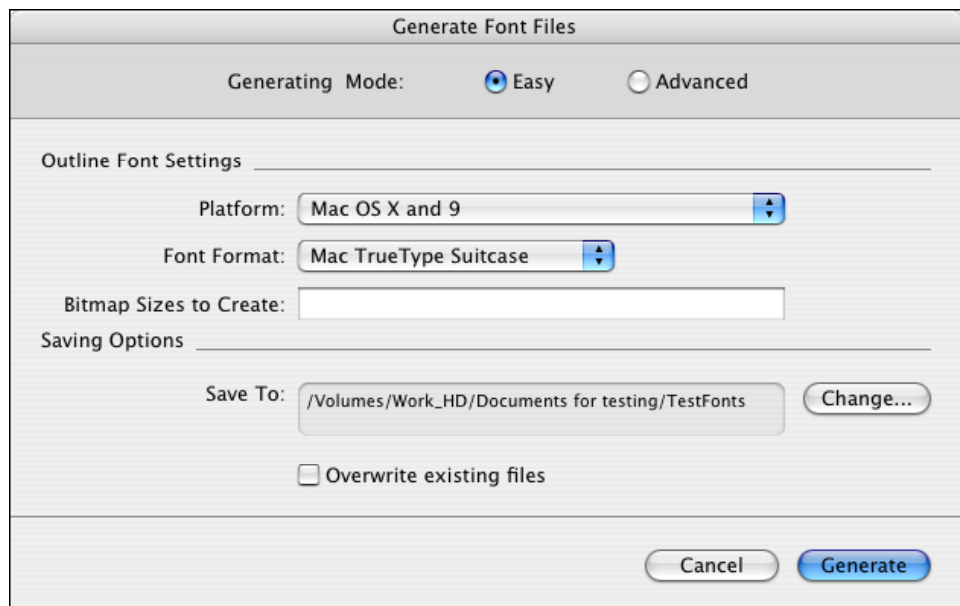 Generate Font Files
Generating Mode: Easy Advanced
Outline Font Settings
Platform: Mac OS X and 9
Font Format: Mac TrueType Suitcase
Bitmap Sizes to Create:
Saving Options
Save To: /Volumes/Work_HD/Documents for testing/TestFonts Change...
Overwrite existing files
Cancel Generate